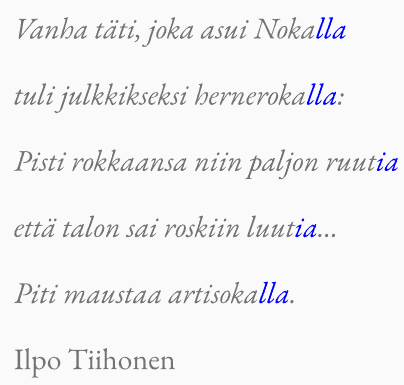 Vanha täti, joka asui Nokalla
tuli julkkikseksi hernerokalla:
Pisti rokkaansa niin paljon ruutia
että talon sai roskiin luutia...
Piti maustaa artisokalla.
Ilpo Tiihonen